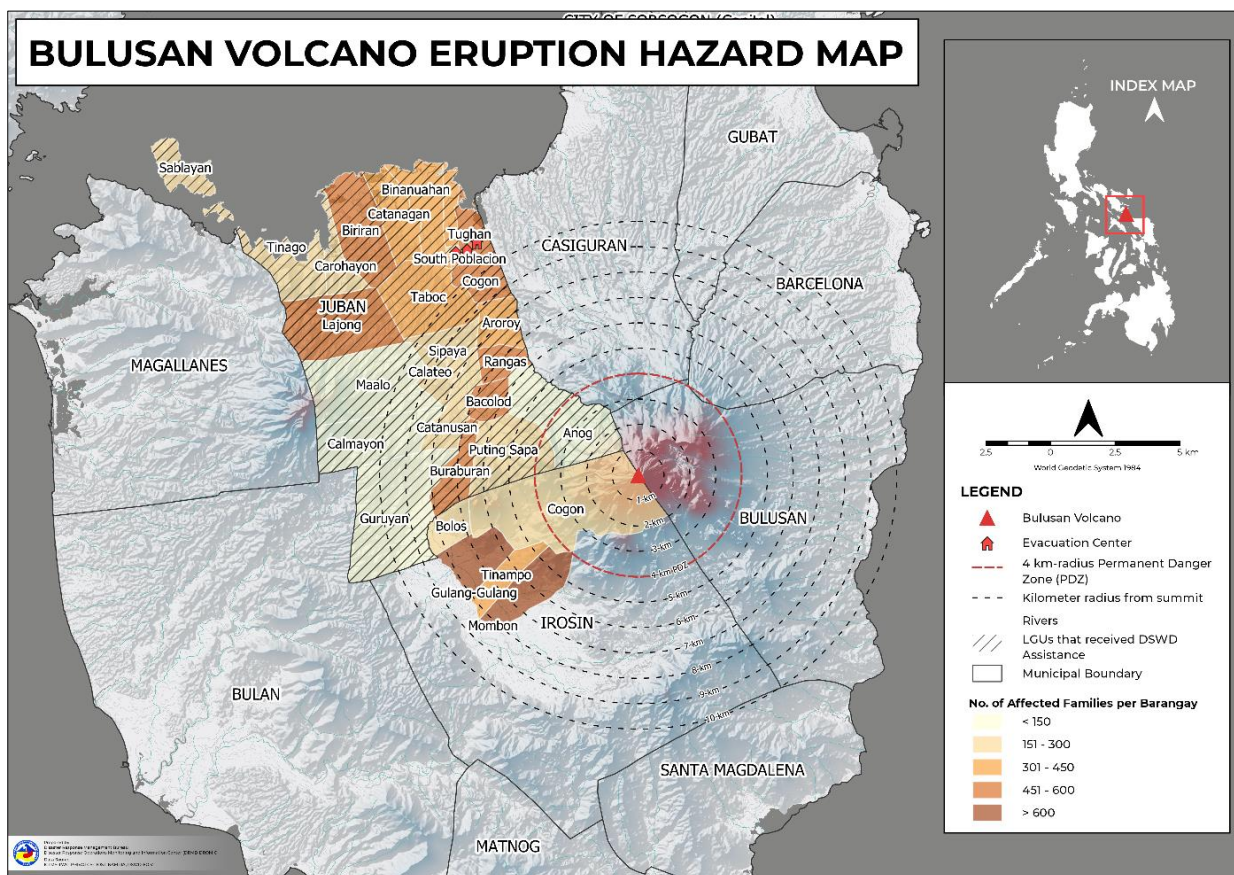 BULUSAN VOLCANO ERUPTION HAZARD MAP
INDEX MAP
GUBAT
Sablayan
Binanuahan
Catanagan
Biriran
Tughan
Tinago
CASIGURAN
South Poblacion
Carohayon
Cogon
BARCELONA
Taboc
JUBAN
Lajong
Aroroy
Sipaya
Rangas
MAGALLANES
Calateo
Maalo
Bacolod
Catanusan
Anog
Calmayon
Puting Sapa
Buraburan
1-km
Cogon
Guruyan
BULUSAN
Bolos
2-km
3-km
4-km PDZ
Tinampo
Gulang-Gulang
5-km
Mombon
IROSIN
6-km
7-km
8-km
BULAN
9-km
10-km
SANTA MAGDALENA
MATNOG
2.5 0 2.5 5 km
World Geodetic System 1984
LEGEND
Bulusan Volcano
Evacuation Center
4 km-radius Permanent Danger
Zone (PDZ)
Kilometer radius from summit
Rivers
LGUs that received DSWD
Assistance
Municipal Boundary
No. of Affected Families per Barangay
< 150
151 - 300
301 - 450
451 - 600
> 600